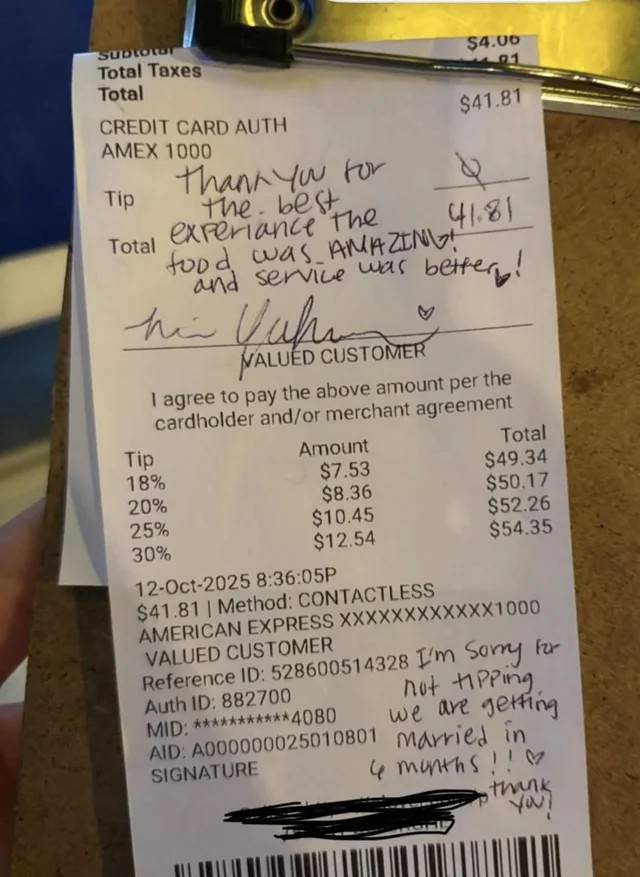 Subtotal $4.06
Total Taxes
Total $41.81
CREDIT CARD AUTH
AMEX 1000
Thank you for
Tip the best Ø
experiance the 41.81
Total food was AMAZING!
and service was better!
VALUED CUSTOMER
I agree to pay the above amount per the
cardholder and/or merchant agreement
Tip Amount Total
18% $7.53 $49.34
20% $8.36 $50.17
25% $10.45 $52.26
30% $12.54 $54.35
12-Oct-2025 8:36:05P
$41.81 | Method: CONTACTLESS
AMERICAN EXPRESS XXXXXXXXXXXX1000
VALUED CUSTOMER
Reference ID: 528600514328
Auth ID: 882700
MID: ***********4080
AID: A000000025010801
SIGNATURE
I'm sorry for
not tipping
we are getting
married in
6 months!! ♡
thank
you!